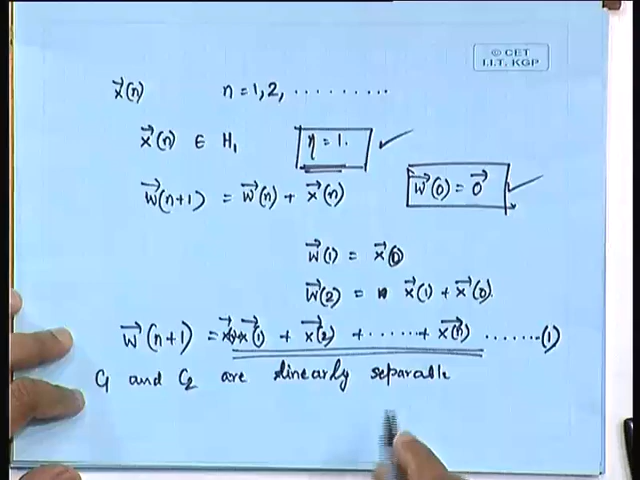 © CET
I.I.T. KGP
x⃗(n) n = 1,2, ..........
x⃗(n) ∈ H₁ η = 1. ✓
w⃗(n+1) = w⃗(n) + x⃗(n) w⃗(0) = 0⃗ ✓
w⃗(1) = x⃗(0)
w⃗(2) = x⃗(1) + x⃗(0).
w⃗(n+1) = x⃗(1) + x⃗(2) + ...... + x⃗(n) .......(1)
C₁ and C₂ are linearly separable